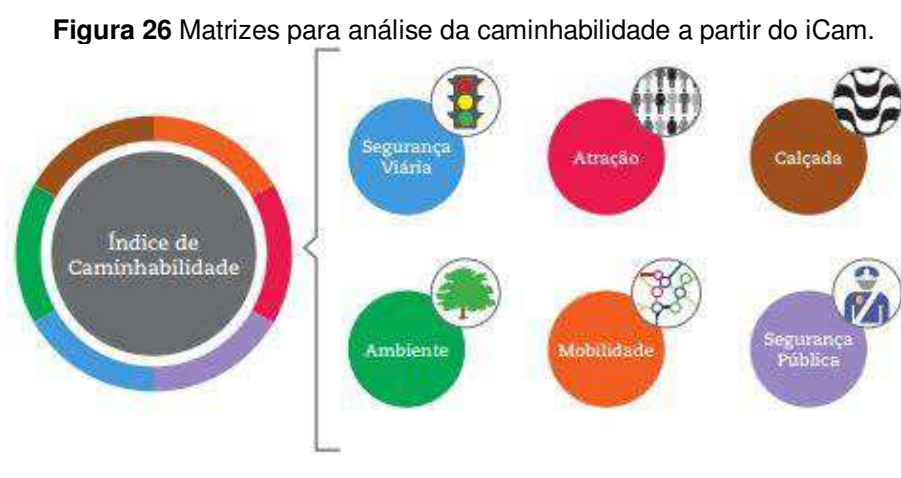 Figura 26 Matrizes para análise da caminhabilidade a partir do iCam.
Índice de
Caminhabilidade
Segurança
Viária
Atração
Calçada
Ambiente
Mobilidade
Segurança
Pública